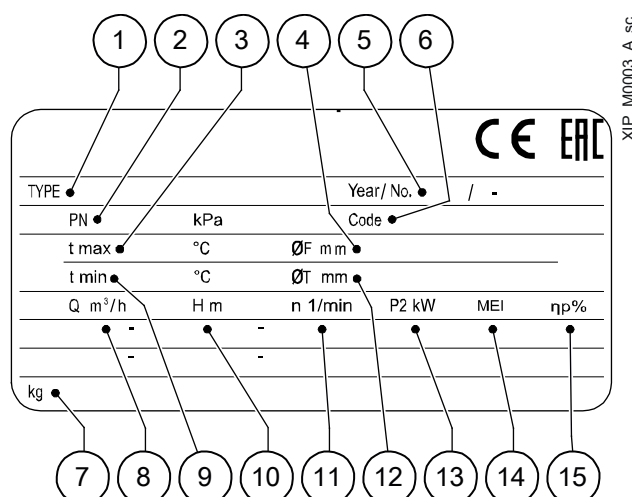 1 2 3 4 5 6
XIP_M0003_A_sc
CE EAC
TYPE Year/ No. / -
PN kPa Code
t max °C ØF mm
t min °C ØT mm
Q m³/h H m n 1/min P2 kW MEI ηp%
- -
- -
kg
7 8 9 10 11 12 13 14 15